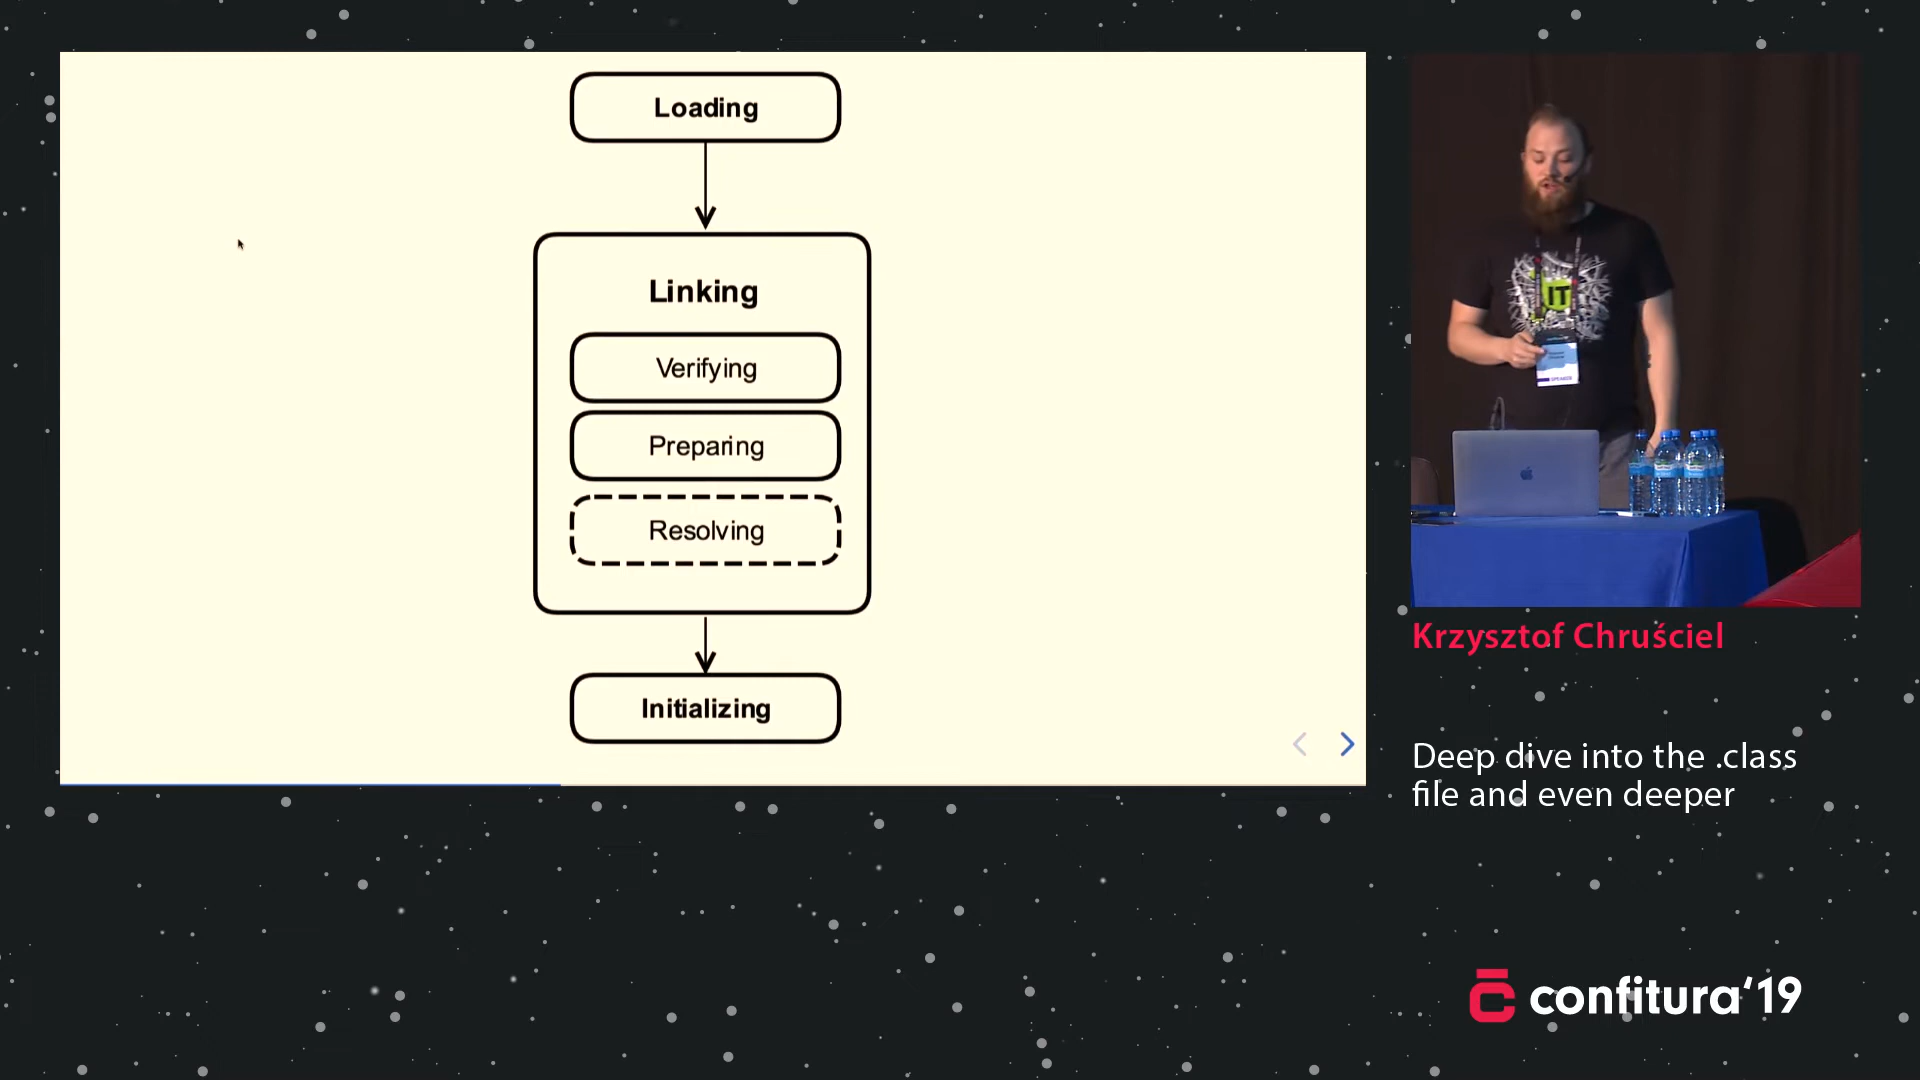 Loading
Linking
Verifying
Preparing
Resolving
Initializing
IT
Krzysztof Chruściel
Deep dive into the .class
file and even deeper
confitura‘19